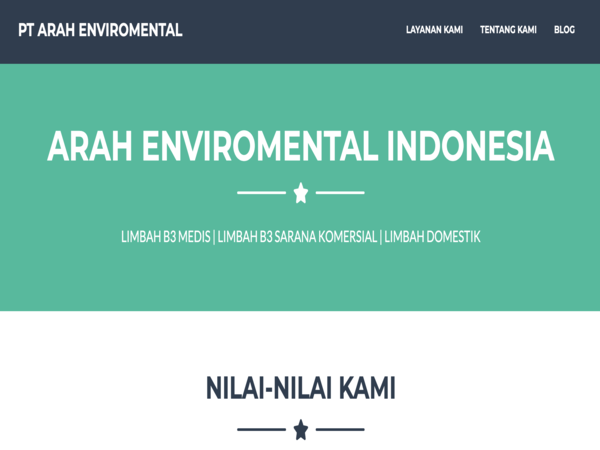 PT ARAH ENVIROMENTAL
LAYANAN KAMI TENTANG KAMI BLOG
ARAH ENVIROMENTAL INDONESIA
LIMBAH B3 MEDIS | LIMBAH B3 SARANA KOMERSIAL | LIMBAH DOMESTIK
NILAI-NILAI KAMI